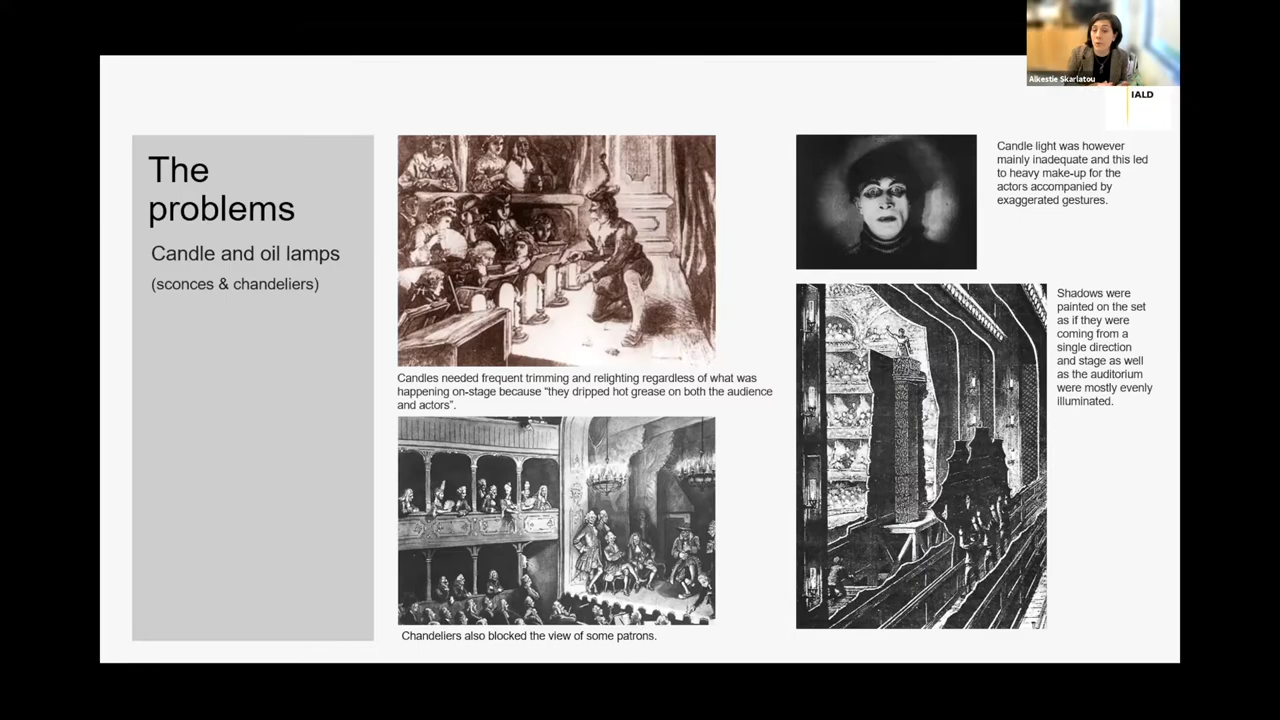 Alkestie Skarlatou
IALD
The
problems
Candle and oil lamps
(sconces & chandeliers)
Candles needed frequent trimming and relighting regardless of what was
happening on-stage because “they dripped hot grease on both the audience
and actors”.
Chandeliers also blocked the view of some patrons.
Candle light was however
mainly inadequate and this led
to heavy make-up for the
actors accompanied by
exaggerated gestures.
Shadows were
painted on the set
as if they were
coming from a
single direction
and stage as well
as the auditorium
were mostly evenly
illuminated.